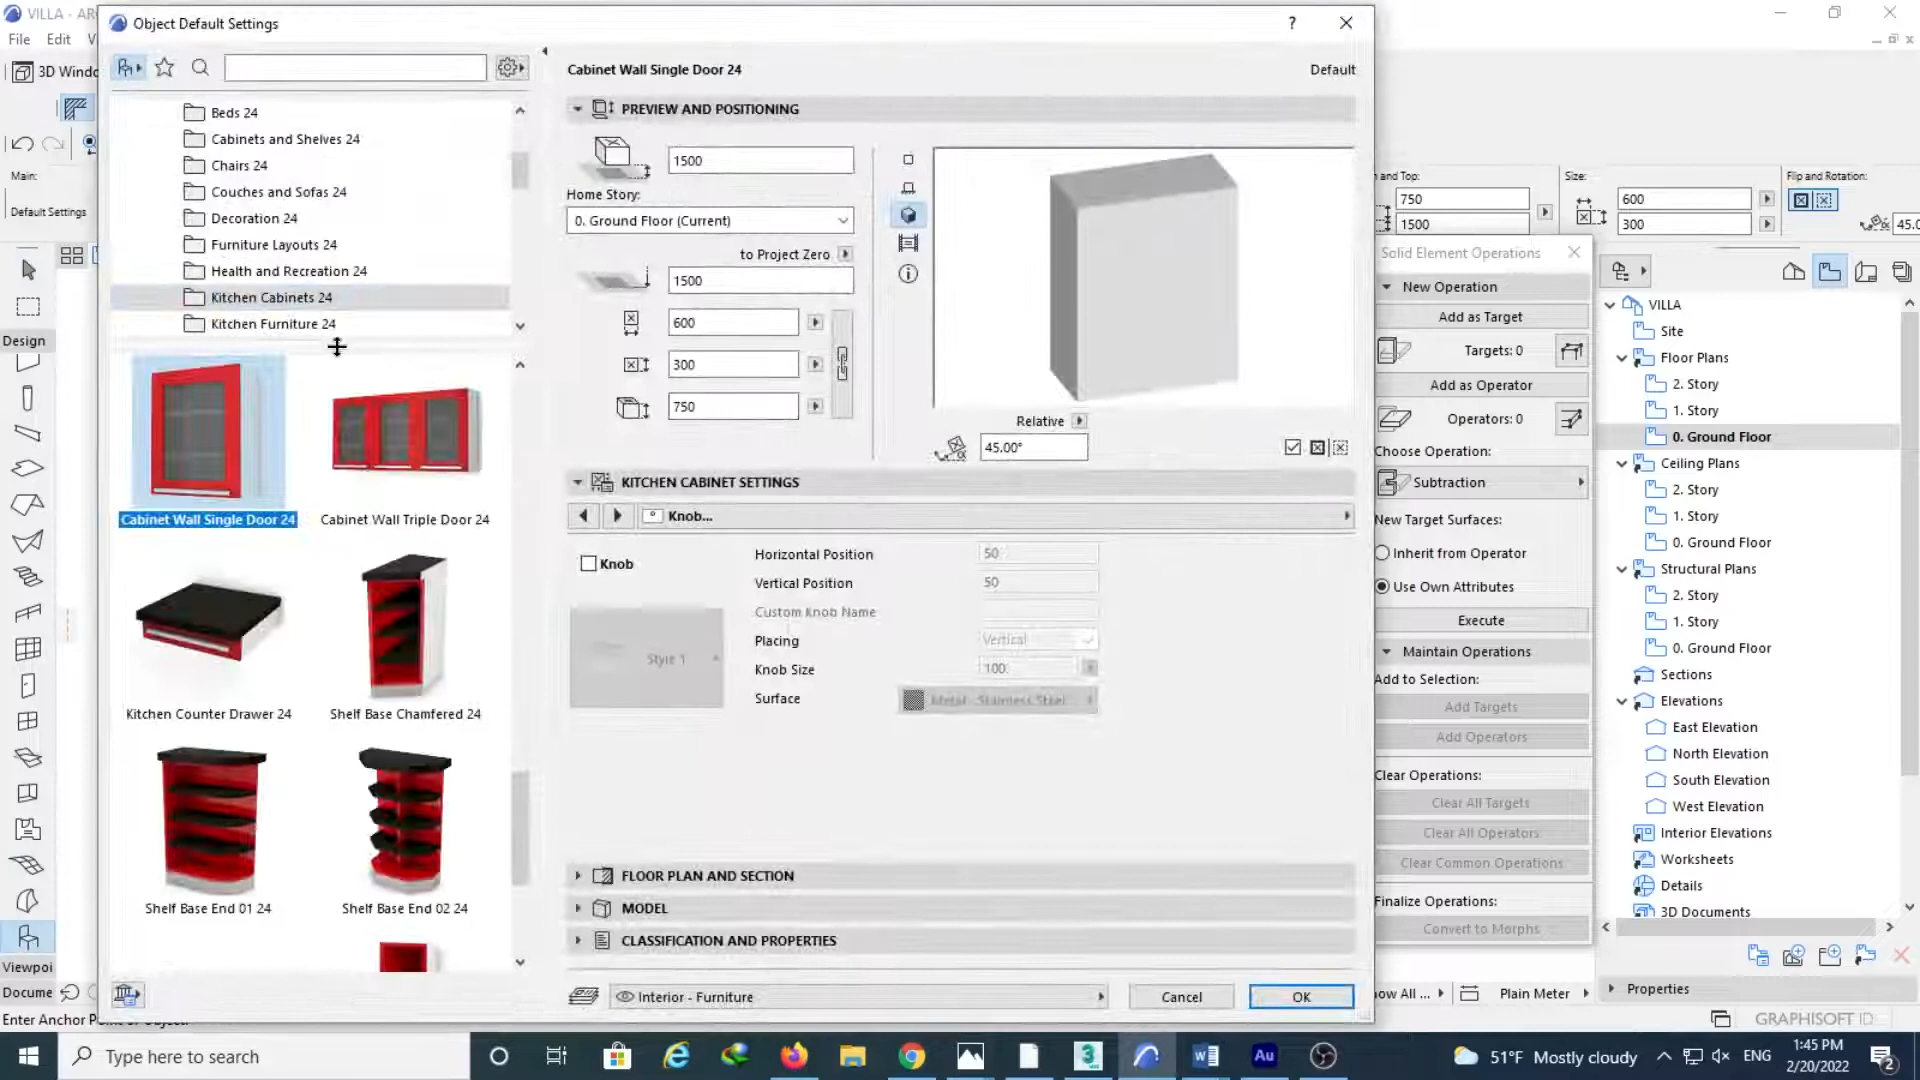 VILLA - AR
Object Default Settings
File Edit V
3D Windo
Main:
Default Settings
Design
Viewpoi
Docume
Beds 24
Cabinets and Shelves 24
Chairs 24
Couches and Sofas 24
Decoration 24
Furniture Layouts 24
Health and Recreation 24
Kitchen Cabinets 24
Kitchen Furniture 24
Cabinet Wall Single Door 24
Cabinet Wall Triple Door 24
Kitchen Counter Drawer 24
Shelf Base Chamfered 24
Shelf Base End 01 24
Shelf Base End 02 24
Cabinet Wall Single Door 24
Default
PREVIEW AND POSITIONING
1500
Home Story:
0. Ground Floor (Current)
to Project Zero
1500
600
300
750
Relative
45.00°
KITCHEN CABINET SETTINGS
Knob...
Knob
Style 1
Horizontal Position 50
Vertical Position 50
Custom Knob Name
Placing Vertical
Knob Size 100
Surface Metal - Stainless Steel
FLOOR PLAN AND SECTION
MODEL
CLASSIFICATION AND PROPERTIES
Interior - Furniture
Cancel
OK
and Top:
750
1500
Size:
600
300
Flip and Rotation:
45.0
Solid Element Operations
New Operation
Add as Target
Targets: 0
Add as Operator
Operators: 0
Choose Operation:
Subtraction
New Target Surfaces:
Inherit from Operator
Use Own Attributes
Execute
Maintain Operations
Add to Selection:
Add Targets
Add Operators
Clear Operations:
Clear All Targets
Clear All Operators
Clear Common Operations
Finalize Operations:
Convert to Morphs
VILLA
Site
Floor Plans
2. Story
1. Story
0. Ground Floor
Ceiling Plans
2. Story
1. Story
0. Ground Floor
Structural Plans
2. Story
1. Story
0. Ground Floor
Sections
Elevations
East Elevation
North Elevation
South Elevation
West Elevation
Interior Elevations
Worksheets
Details
3D Documents
Properties
ow All ...
Plain Meter
GRAPHISOFT ID
Enter Anchor Po
Type here to search
51°F Mostly cloudy
ENG
1:45 PM
2/20/2022
2